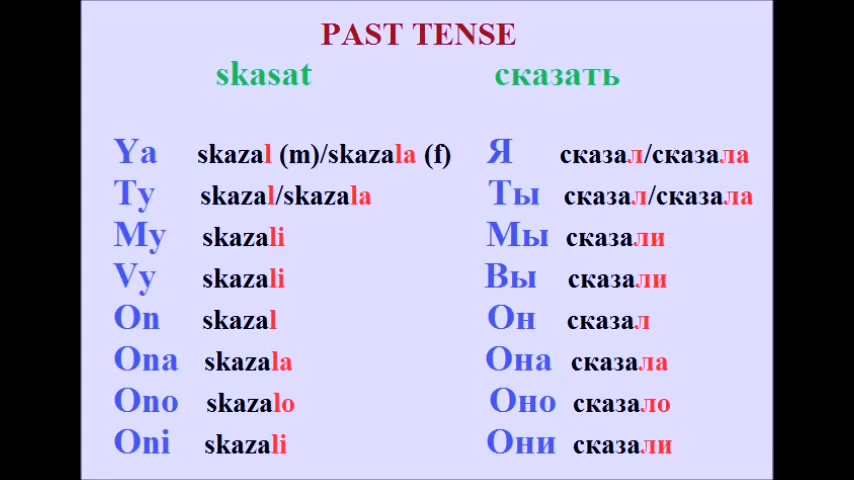 PAST TENSE
skasat сказать
Ya skazal (m)/skazala (f) Я сказал/сказала
Ty skazal/skazala Ты сказал/сказала
My skazali Мы сказали
Vy skazali Вы сказали
On skazal Он сказал
Ona skazala Она сказала
Ono skazalo Оно сказало
Oni skazali Они сказали